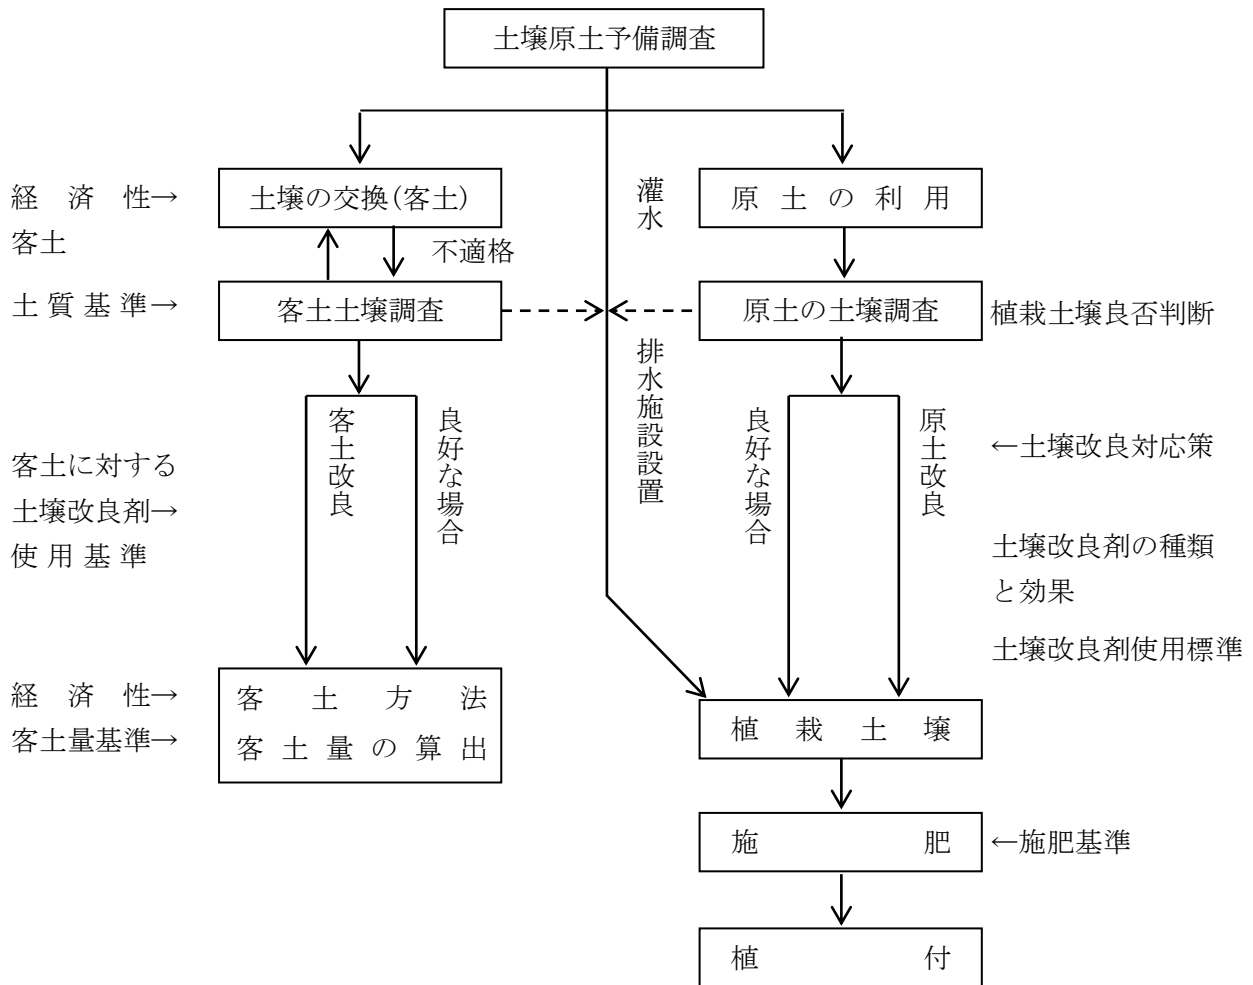 土壌原土予備調査
経済性→
客土
土壌の交換(客土)
灌水
原土の利用
不適格
土質基準→
客土土壌調査
原土の土壌調査
植栽土壌良否判断
排水施設設置
客土改良
良好な場合
良好な場合
原土改良
←土壌改良対応策
客土に対する
土壌改良剤→
使用基準
土壌改良剤の種類
と効果
土壌改良剤使用標準
経済性→
客土量基準→
客土方法
客土量の算出
植栽土壌
施肥
←施肥基準
植付